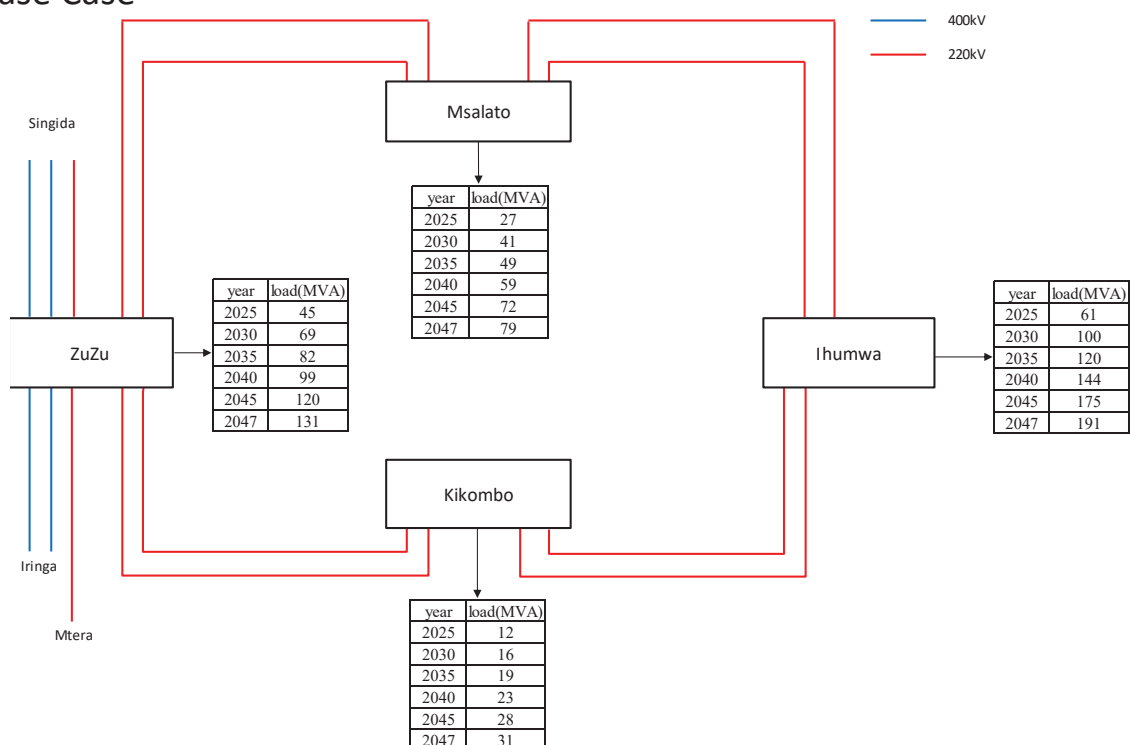 400kV
220kV
Msalato
Singida
year load(MVA)
2025 27
2030 41
2035 49
2040 59
2045 72
2047 79
year load(MVA)
2025 45
2030 69
2035 82
2040 99
2045 120
2047 131
year load(MVA)
2025 61
2030 100
2035 120
2040 144
2045 175
2047 191
ZuZu
Ihumwa
Kikombo
Iringa
Mtera
year load(MVA)
2025 12
2030 16
2035 19
2040 23
2045 28
2047 31